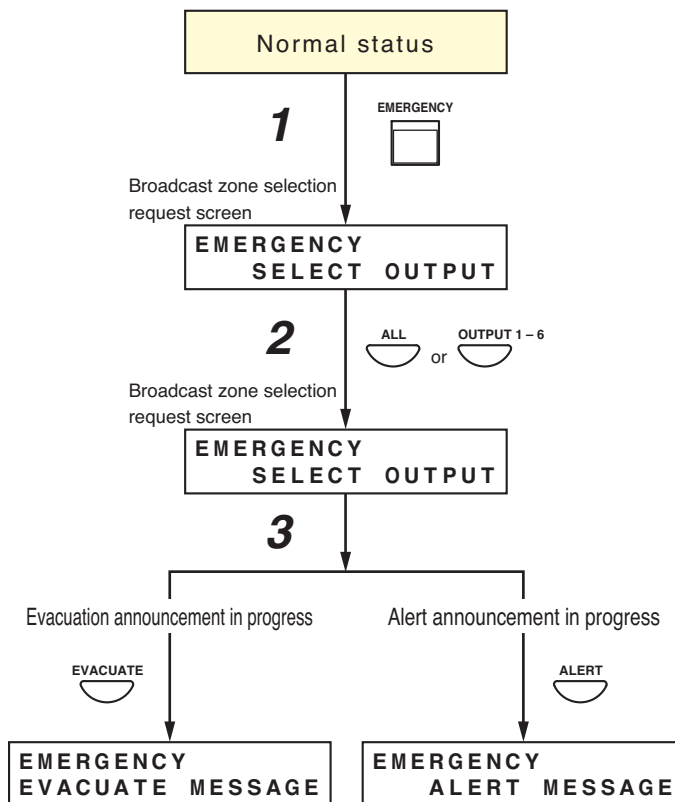 Normal status
1
EMERGENCY
Broadcast zone selection
request screen
EMERGENCY
SELECT OUTPUT
2
ALL
or
OUTPUT 1 – 6
Broadcast zone selection
request screen
EMERGENCY
SELECT OUTPUT
3
Evacuation announcement in progress
Alert announcement in progress
EVACUATE
ALERT
EMERGENCY
EVACUATE MESSAGE
EMERGENCY
ALERT MESSAGE